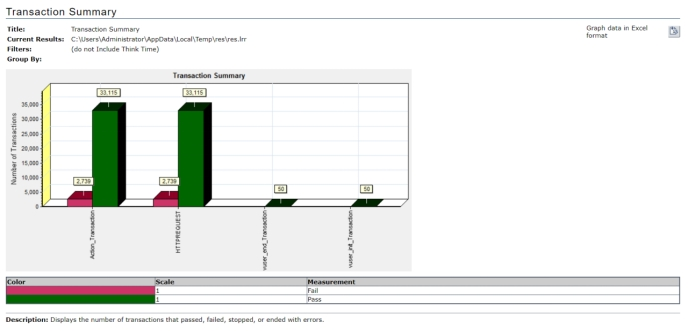 Transaction Summary
Title: Transaction Summary
Current Results: C:\Users\Administrator\AppData\Local\Temp\res\res.lrr
Filters: (do not Include Think Time)
Group By:
Graph data in Excel
format
Transaction Summary
Number of Transactions
35,000
30,000
25,000
20,000
15,000
10,000
5,000
0
2,739
33,115
2,739
33,115
50
50
Action_Transaction
HTTPREQUEST
vuser_end_Transaction
vuser_init_Transaction
Color Scale Measurement
1 Fail
1 Pass
Description: Displays the number of transactions that passed, failed, stopped, or ended with errors.